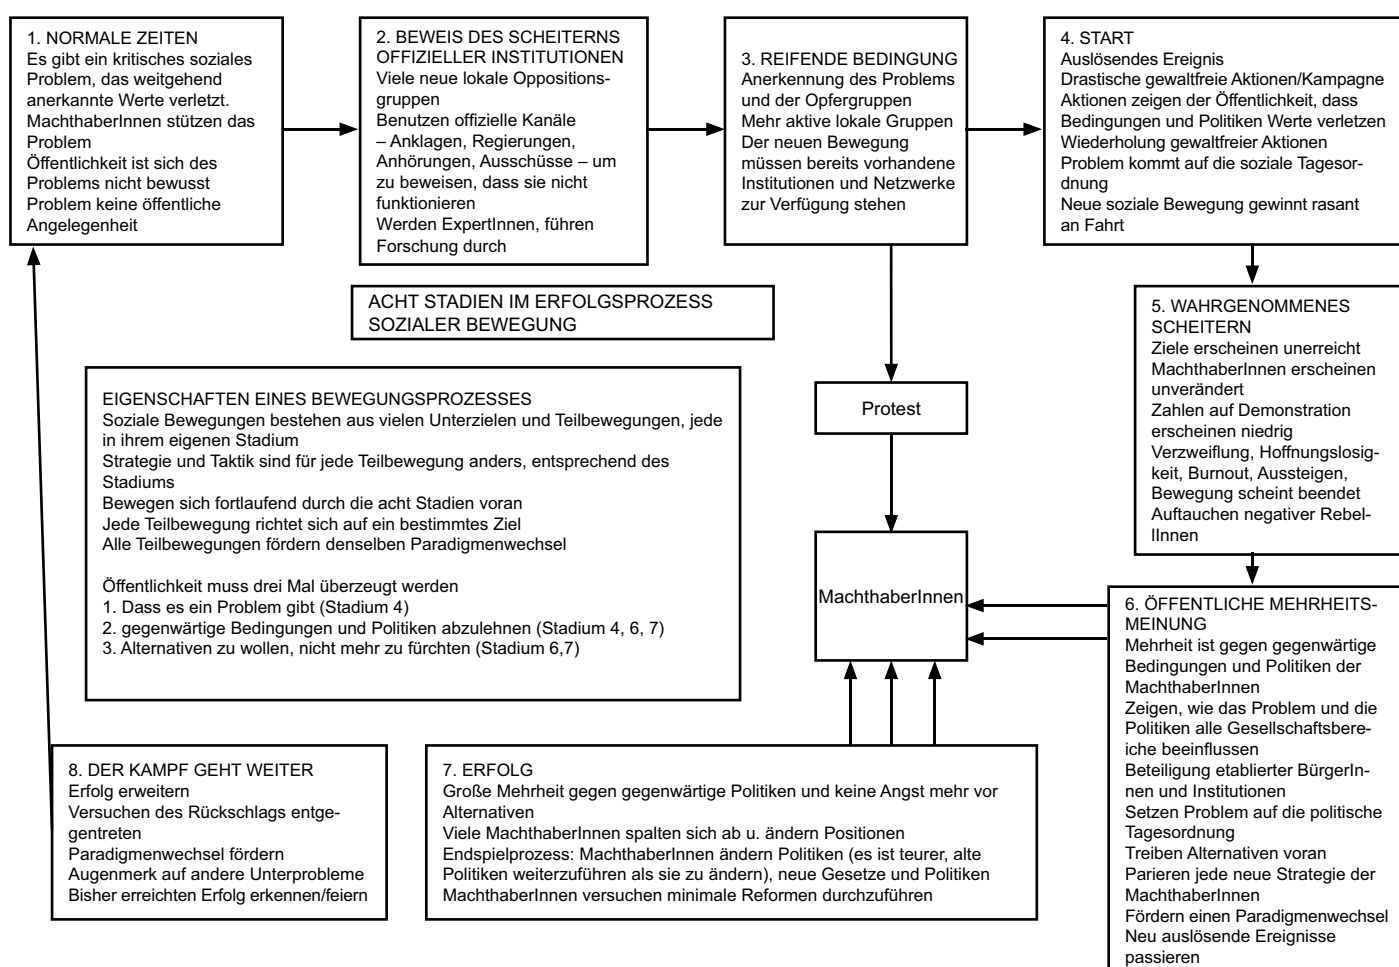 1. NORMALE ZEITEN
Es gibt ein kritisches soziales
Problem, das weitgehend
anerkannte Werte verletzt.
MachthaberInnen stützen das
Problem
Öffentlichkeit ist sich des
Problems nicht bewusst
Problem keine öffentliche
Angelegenheit
2. BEWEIS DES SCHEITERNS
OFFIZIELLER INSTITUTIONEN
Viele neue lokale Oppositions-
gruppen
Benutzen offizielle Kanäle
– Anklagen, Regierungen,
Anhörungen, Ausschüsse – um
zu beweisen, dass sie nicht
funktionieren
Werden ExpertInnen, führen
Forschung durch
3. REIFENDE BEDINGUNG
Anerkennung des Problems
und der Opfergruppen
Mehr aktive lokale Gruppen
Der neuen Bewegung
müssen bereits vorhandene
Institutionen und Netzwerke
zur Verfügung stehen
4. START
Auslösendes Ereignis
Drastische gewaltfreie Aktionen/Kampagne
Aktionen zeigen der Öffentlichkeit, dass
Bedingungen und Politiken Werte verletzen
Wiederholung gewaltfreier Aktionen
Problem kommt auf die soziale Tagesor-
dnung
Neue soziale Bewegung gewinnt rasant
an Fahrt
ACHT STADIEN IM ERFOLGSPROZESS
SOZIALER BEWEGUNG
5. WAHRGENOMMENES
SCHEITERN
Ziele erscheinen unerreicht
MachthaberInnen erscheinen
unverändert
Zahlen auf Demonstration
erscheinen niedrig
Verzweiflung, Hoffnungslosig-
keit, Burnout, Aussteigen,
Bewegung scheint beendet
Auftauchen negativer Rebel-
lInnen
EIGENSCHAFTEN EINES BEWEGUNGSPROZESSES
Soziale Bewegungen bestehen aus vielen Unterzielen und Teilbewegungen, jede
in ihrem eigenen Stadium
Strategie und Taktik sind für jede Teilbewegung anders, entsprechend des
Stadiums
Bewegen sich fortlaufend durch die acht Stadien voran
Jede Teilbewegung richtet sich auf ein bestimmtes Ziel
Alle Teilbewegungen fördern denselben Paradigmenwechsel
Öffentlichkeit muss drei Mal überzeugt werden
1. Dass es ein Problem gibt (Stadium 4)
2. gegenwärtige Bedingungen und Politiken abzulehnen (Stadium 4, 6, 7)
3. Alternativen zu wollen, nicht mehr zu fürchten (Stadium 6,7)
Protest
MachthaberInnen
6. ÖFFENTLICHE MEHRHEITS-
MEINUNG
Mehrheit ist gegen gegenwärtige
Bedingungen und Politiken der
MachthaberInnen
Zeigen, wie das Problem und die
Politiken alle Gesellschaftsbere-
iche beeinflussen
Beteiligung etablierter BürgerIn-
nen und Institutionen
Setzen Problem auf die politische
Tagesordnung
Treiben Alternativen voran
Parieren jede neue Strategie der
MachthaberInnen
Fördern einen Paradigmenwechsel
Neu auslösende Ereignisse
passieren
8. DER KAMPF GEHT WEITER
Erfolg erweitern
Versuchen des Rückschlags entge-
gentreten
Paradigmenwechsel fördern
Augenmerk auf andere Unterprobleme
Bisher erreichten Erfolg erkennen/feiern
7. ERFOLG
Große Mehrheit gegen gegenwärtige Politiken und keine Angst mehr vor
Alternativen
Viele MachthaberInnen spalten sich ab u. ändern Positionen
Endspielprozess: MachthaberInnen ändern Politiken (es ist teurer, alte
Politiken weiterzuführen als sie zu ändern), neue Gesetze und Politiken
MachthaberInnen versuchen minimale Reformen durchzuführen